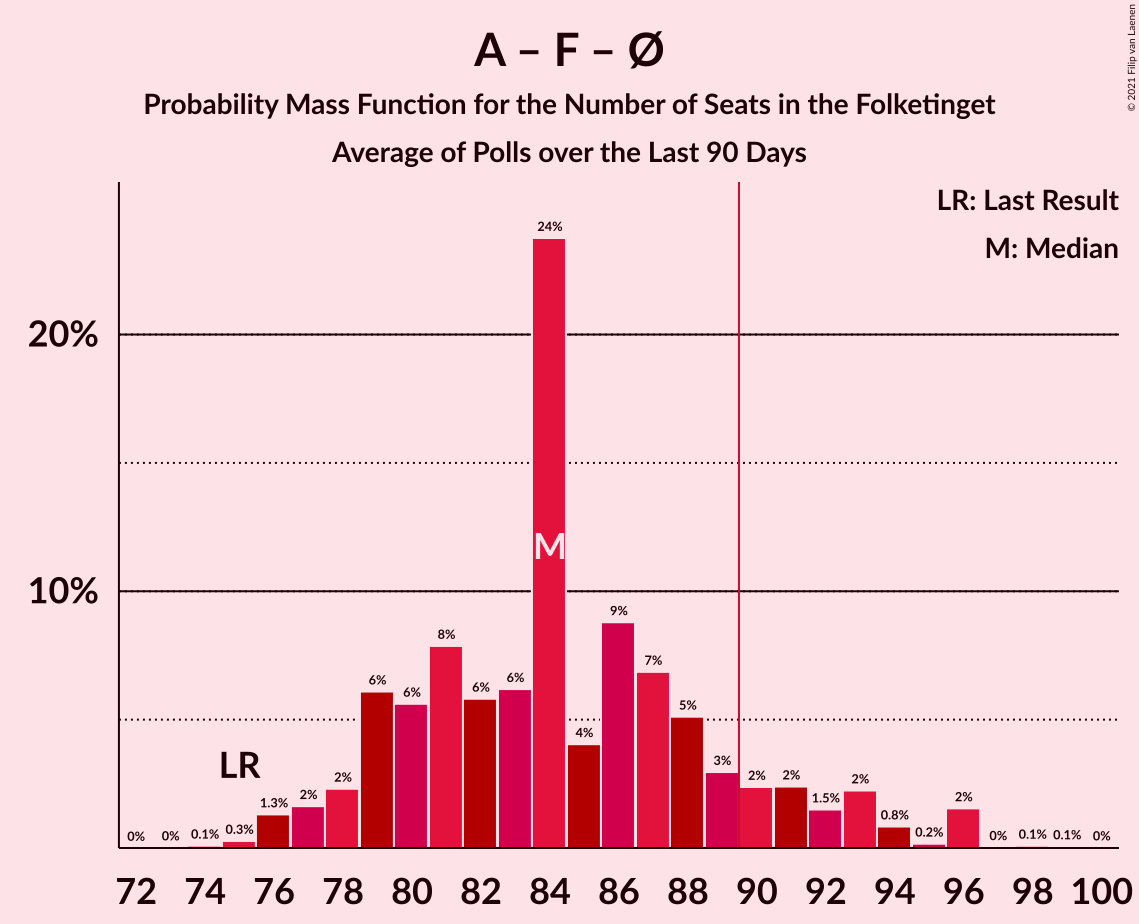 A – F – Ø
Probability Mass Function for the Number of Seats in the Folketinget
Average of Polls over the Last 90 Days
© 2021 Filip van Laenen
LR: Last Result
M: Median
20%
10%
0% 0% 0.1% 0.3% 1.3% 2% 2% 6% 6% 8% 6% 6% 24% 4% 9% 7% 5% 3% 2% 2% 1.5% 2% 0.8% 0.2% 2% 0% 0.1% 0.1% 0%
LR
M
72 74 76 78 80 82 84 86 88 90 92 94 96 98 100